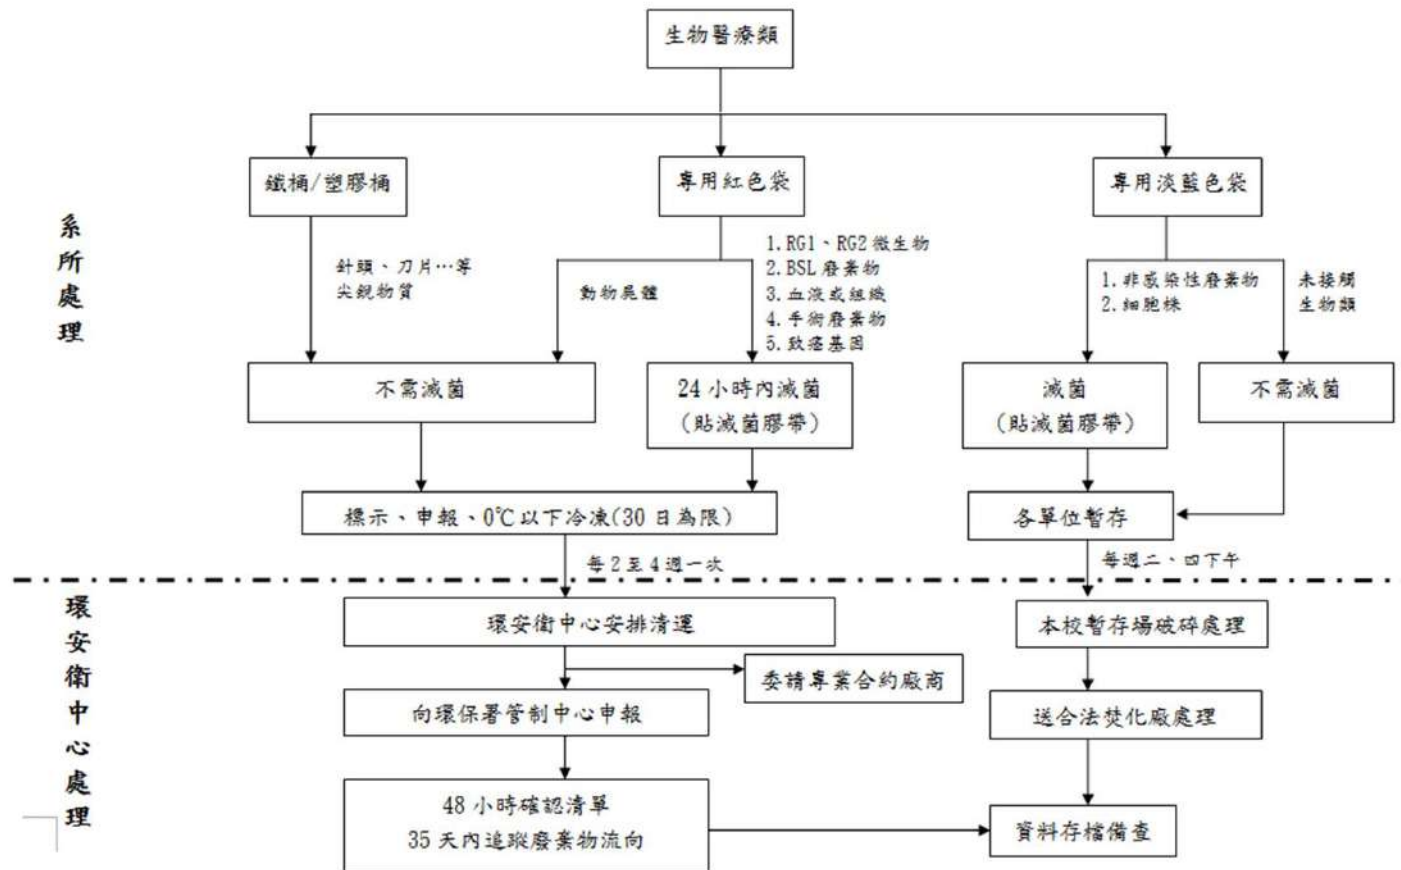 生物醫療類
鐵桶/塑膠桶
專用紅色袋
專用淡藍色袋
系所處理
針頭、刀片…等
尖銳物質
動物屍體
1. RG1、RG2 微生物
2. BSL 廢棄物
3. 血液或組織
4. 手術廢棄物
5. 致癌基因
1. 非感染性廢棄物
2. 細胞株
未接觸
生物類
不需滅菌
24 小時內滅菌
(貼滅菌膠帶)
滅菌
(貼滅菌膠帶)
不需滅菌
標示、申報、0℃以下冷凍(30 日為限)
各單位暫存
每 2 至 4 週一次
每週二、四下午
環安衛中心處理
環安衛中心安排清運
本校暫存場破碎處理
委請專業合約廠商
向環保署管制中心申報
送合法焚化廠處理
48 小時確認清單
35 天內追蹤廢棄物流向
資料存檔備查